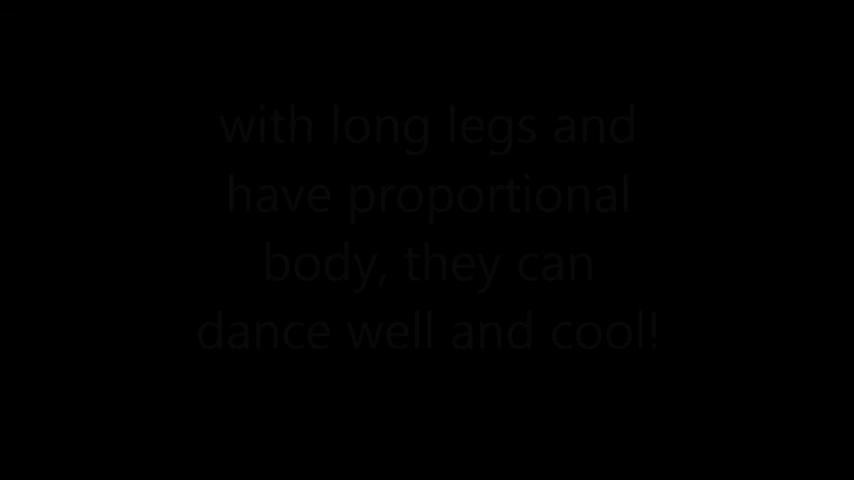 with long legs and
have proportional
body, they can
dance well and cool!